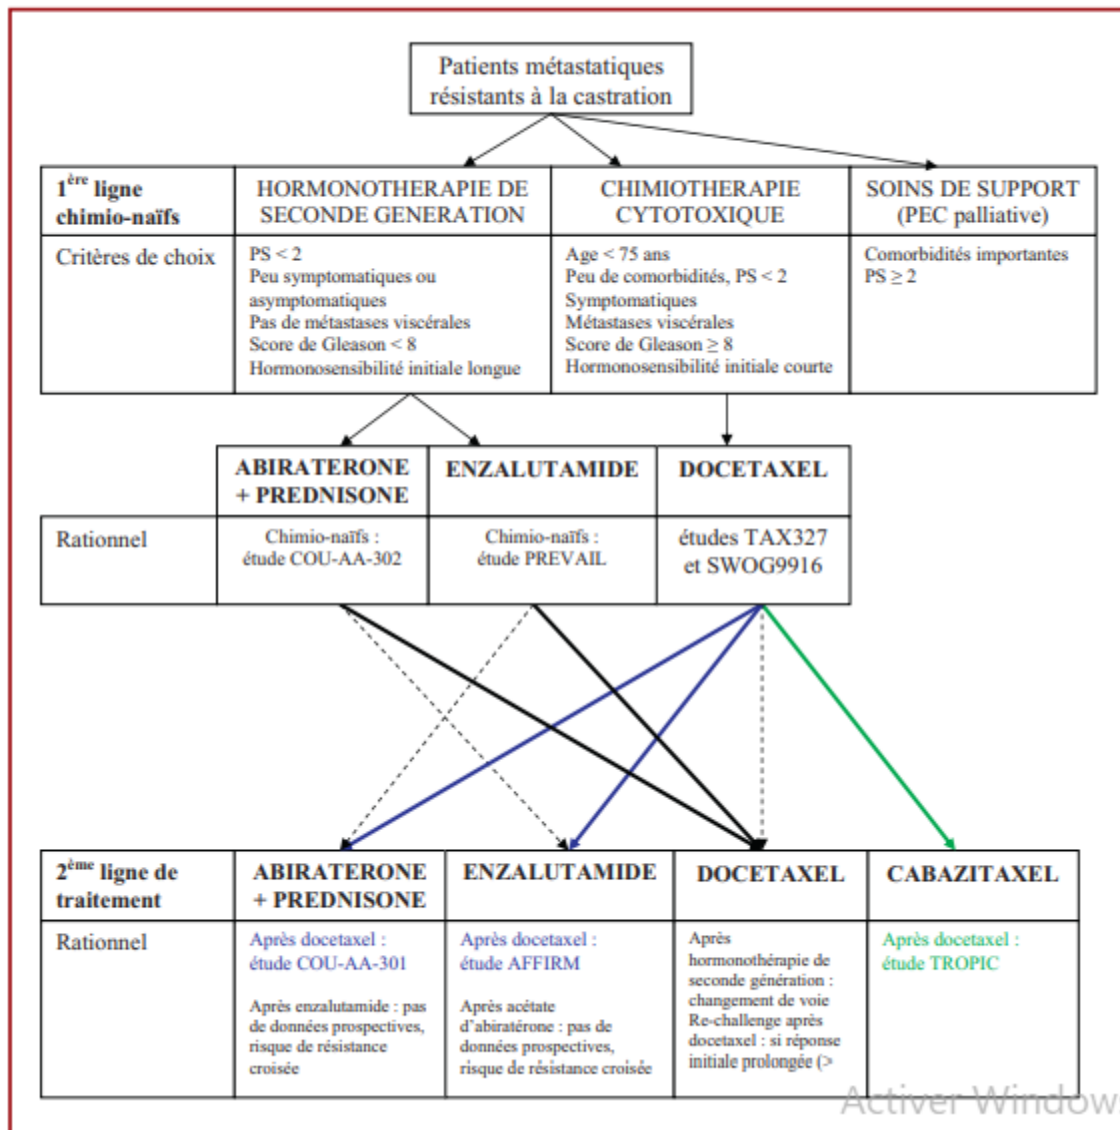 Patients métastatiques
résistants à la castration
1ère ligne
chimio-naïfs
HORMONOTHERAPIE DE
SECONDE GENERATION
CHIMIOTHERAPIE
CYTOTOXIQUE
SOINS DE SUPPORT
(PEC palliative)
Critères de choix
PS < 2
Peu symptomatiques ou
asymptomatiques
Pas de métastases viscérales
Score de Gleason < 8
Hormonosensibilité initiale longue
Age < 75 ans
Peu de comorbidités, PS < 2
Symptomatiques
Métastases viscérales
Score de Gleason ≥ 8
Hormonosensibilité initiale courte
Comorbidités importantes
PS ≥ 2
ABIRATERONE
+ PREDNISONE
ENZALUTAMIDE
DOCETAXEL
Rationnel
Chimio-naïfs :
étude COU-AA-302
Chimio-naïfs :
étude PREVAIL
études TAX327
et SWOG9916
2ème ligne de
traitement
ABIRATERONE
+ PREDNISONE
ENZALUTAMIDE
DOCETAXEL
CABAZITAXEL
Rationnel
Après docetaxel :
étude COU-AA-301
Après enzalutamide : pas
de données prospectives,
risque de résistance
croisée
Après docetaxel :
étude AFFIRM
Après acétate
d'abiratérone : pas de
données prospectives,
risque de résistance croisée
Après
hormonothérapie de
seconde génération :
changement de voie
Re-challenge après
docetaxel : si réponse
initiale prolongée (>
Après docetaxel :
étude TROPIC
Activer Windows